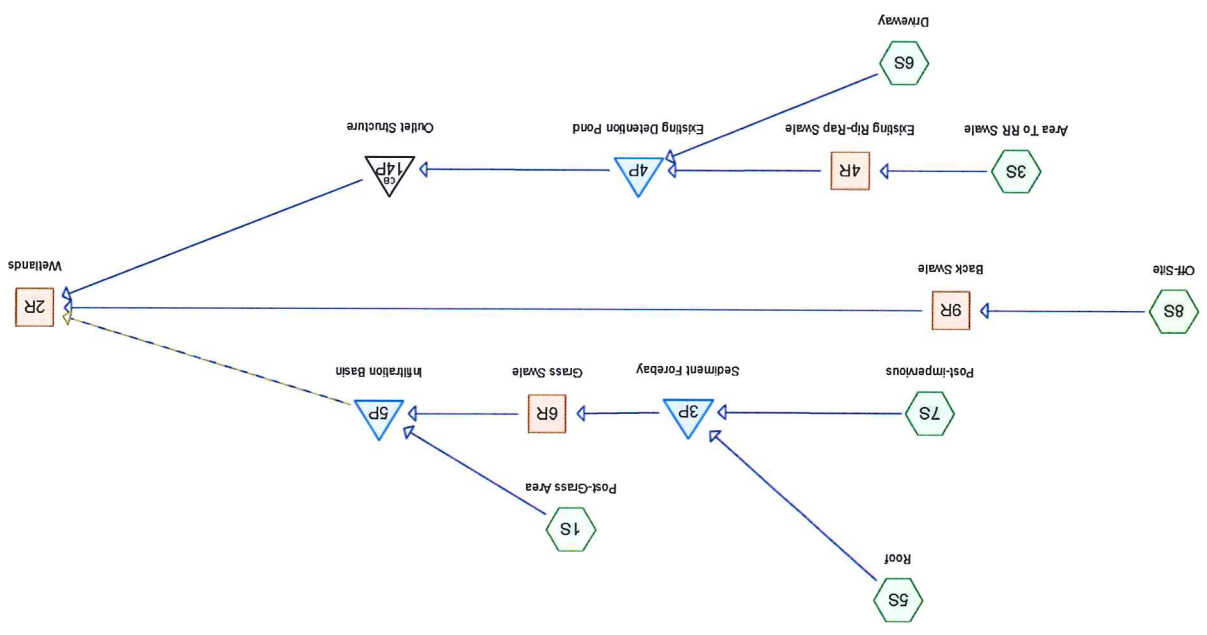 5S
Roof
1S
Post-Grass Area
7S
Post-impervious
3P
Sediment Forebay
6R
Grass Swale
5P
Infiltration Basin
8S
Off-Site
9R
Back Swale
2R
Wetlands
3S
Area To RR Swale
4R
Existing Rip-Rap Swale
4P
Existing Detention Pond
CB
14P
Outlet Structure
6S
Driveway